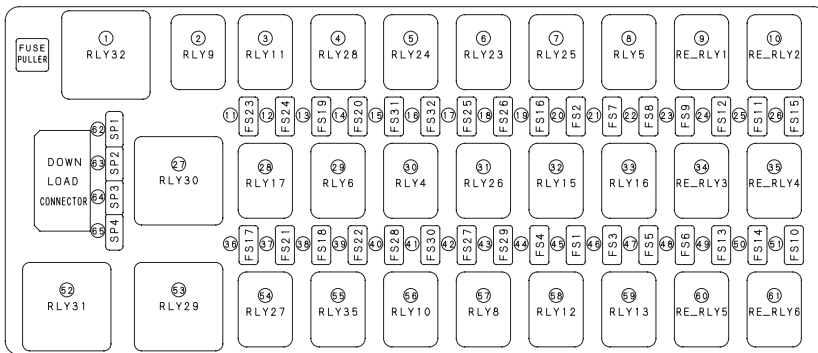 FUSE
PULLER
1
RLY32
2
RLY9
3
RLY11
4
RLY28
5
RLY24
6
RLY23
7
RLY25
8
RLY5
9
RE_RLY1
10
RE_RLY2
11
FS23
12
FS24
13
FS19
14
FS20
15
FS31
16
FS32
17
FS25
18
FS26
19
FS16
20
FS2
21
FS7
22
FS8
23
FS9
24
FS12
25
FS11
26
FS15
DOWN
LOAD
CONNECTOR
62
SP1
63
SP2
64
SP3
65
SP4
27
RLY30
28
RLY17
29
RLY6
30
RLY4
31
RLY26
32
RLY15
33
RLY16
34
RE_RLY3
35
RE_RLY4
36
FS17
37
FS21
38
FS18
39
FS22
40
FS28
41
FS30
42
FS27
43
FS29
44
FS4
45
FS1
46
FS3
47
FS5
48
FS6
49
FS13
50
FS14
51
FS10
52
RLY31
53
RLY29
54
RLY27
55
RLY35
56
RLY10
57
RLY8
58
RLY12
59
RLY13
60
RE_RLY5
61
RE_RLY6